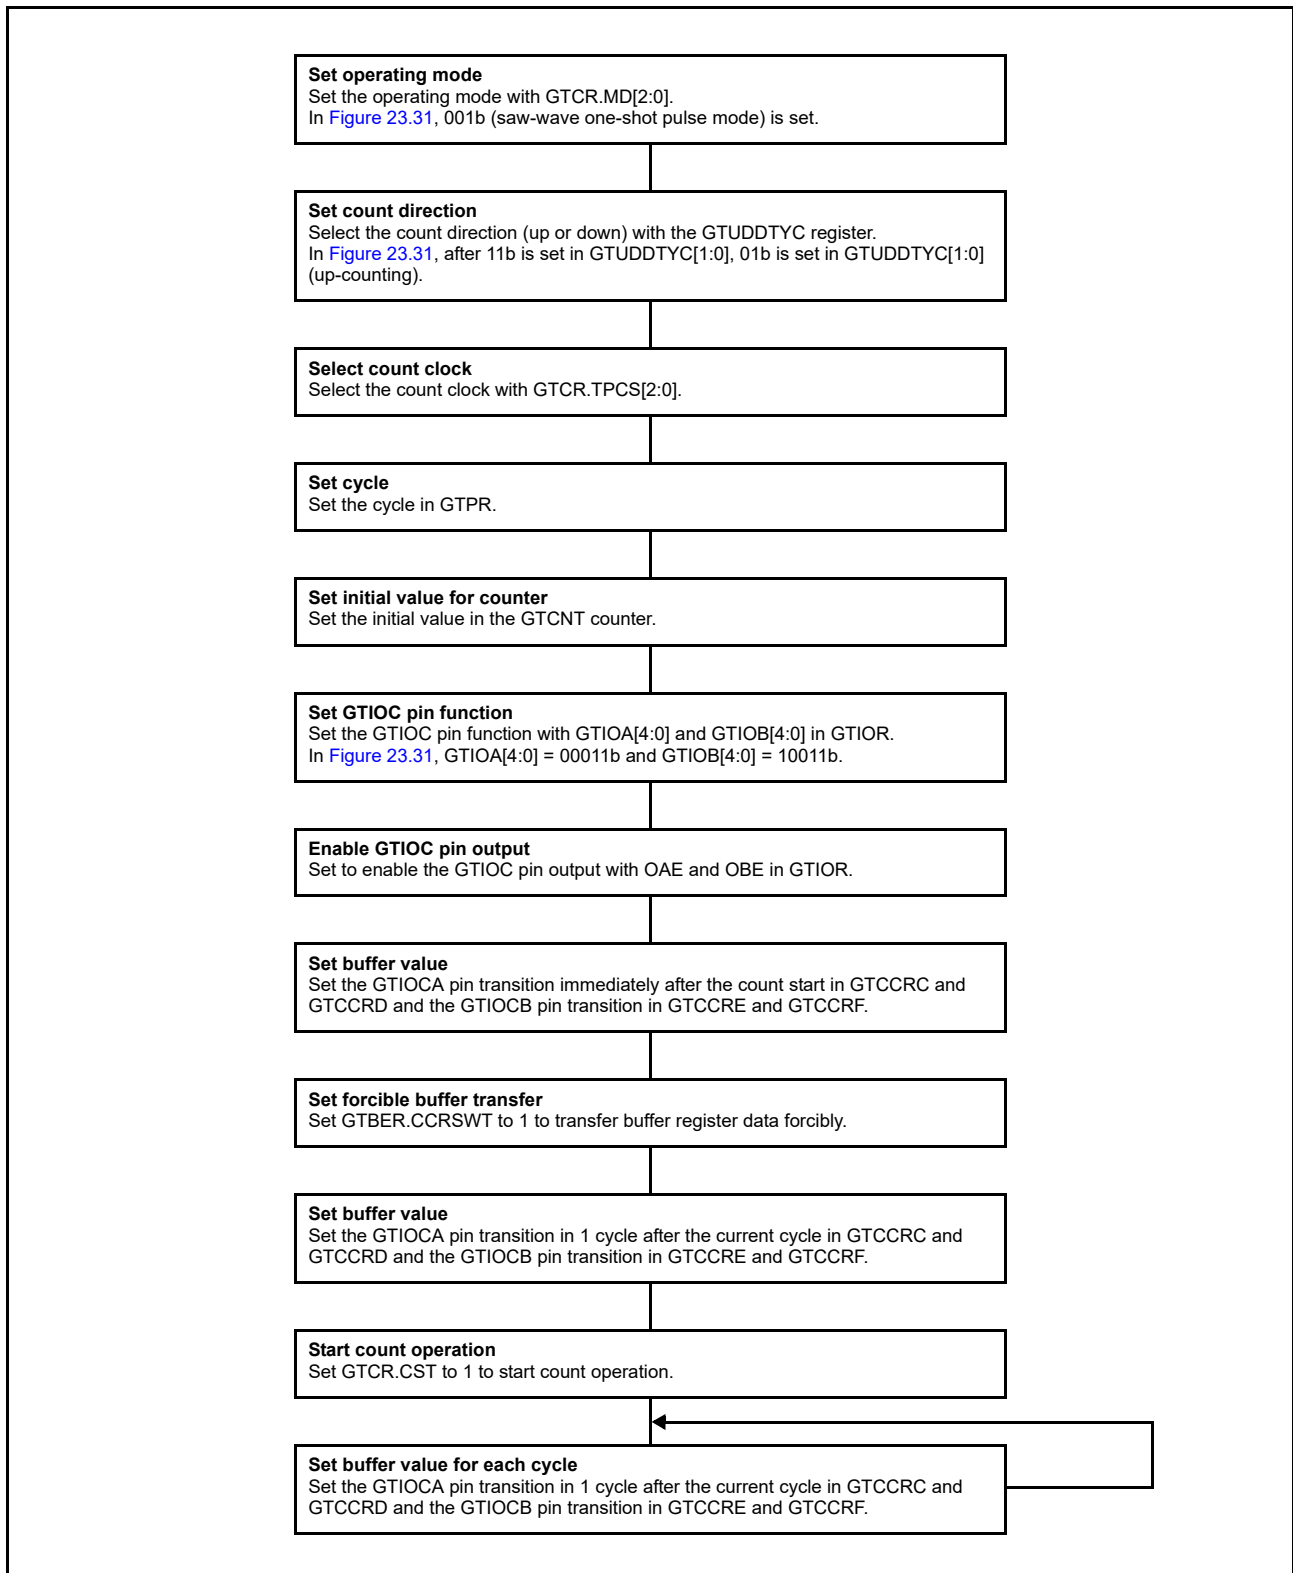 Set operating mode
Set the operating mode with GTCR.MD[2:0].
In Figure 23.31, 001b (saw-wave one-shot pulse mode) is set.
Set count direction
Select the count direction (up or down) with the GTUDDTYC register.
In Figure 23.31, after 11b is set in GTUDDTYC[1:0], 01b is set in GTUDDTYC[1:0]
(up-counting).
Select count clock
Select the count clock with GTCR.TPCS[2:0].
Set cycle
Set the cycle in GTPR.
Set initial value for counter
Set the initial value in the GTCNT counter.
Set GTIOC pin function
Set the GTIOC pin function with GTIOA[4:0] and GTIOB[4:0] in GTIOR.
In Figure 23.31, GTIOA[4:0] = 00011b and GTIOB[4:0] = 10011b.
Enable GTIOC pin output
Set to enable the GTIOC pin output with OAE and OBE in GTIOR.
Set buffer value
Set the GTIOCA pin transition immediately after the count start in GTCCRC and
GTCCRD and the GTIOCB pin transition in GTCCRE and GTCCRF.
Set forcible buffer transfer
Set GTBER.CCRSWT to 1 to transfer buffer register data forcibly.
Set buffer value
Set the GTIOCA pin transition in 1 cycle after the current cycle in GTCCRC and
GTCCRD and the GTIOCB pin transition in GTCCRE and GTCCRF.
Start count operation
Set GTCR.CST to 1 to start count operation.
Set buffer value for each cycle
Set the GTIOCA pin transition in 1 cycle after the current cycle in GTCCRC and
GTCCRD and the GTIOCB pin transition in GTCCRE and GTCCRF.